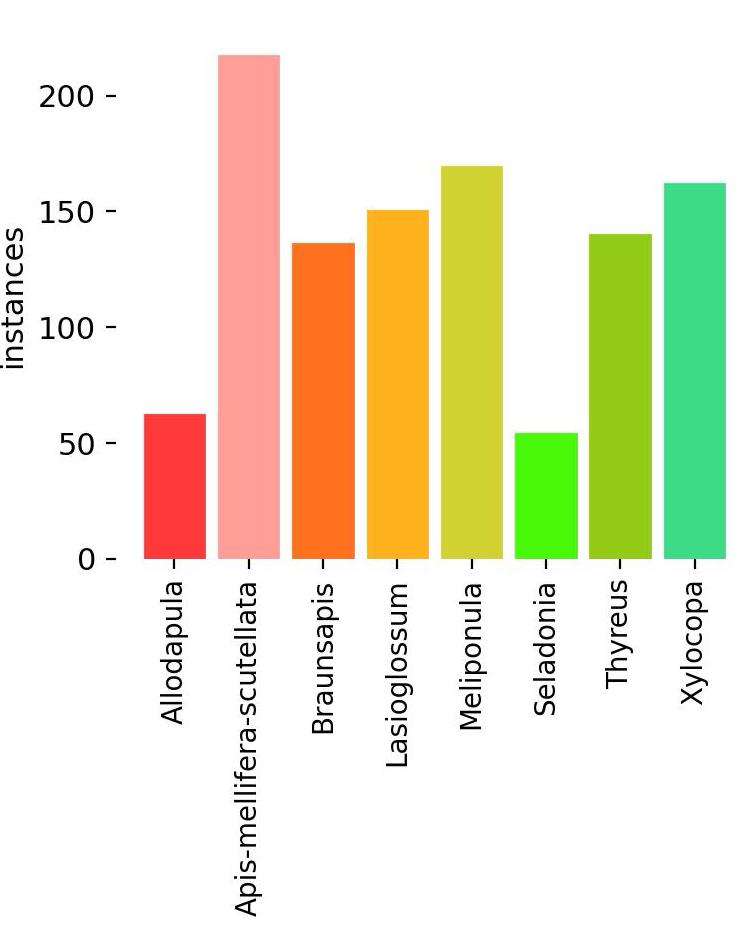 instances
200
150
100
50
0
Allodapula
Apis-mellifera-scutellata
Braunsapis
Lasioglossum
Meliponula
Seladonia
Thyreus
Xylocopa